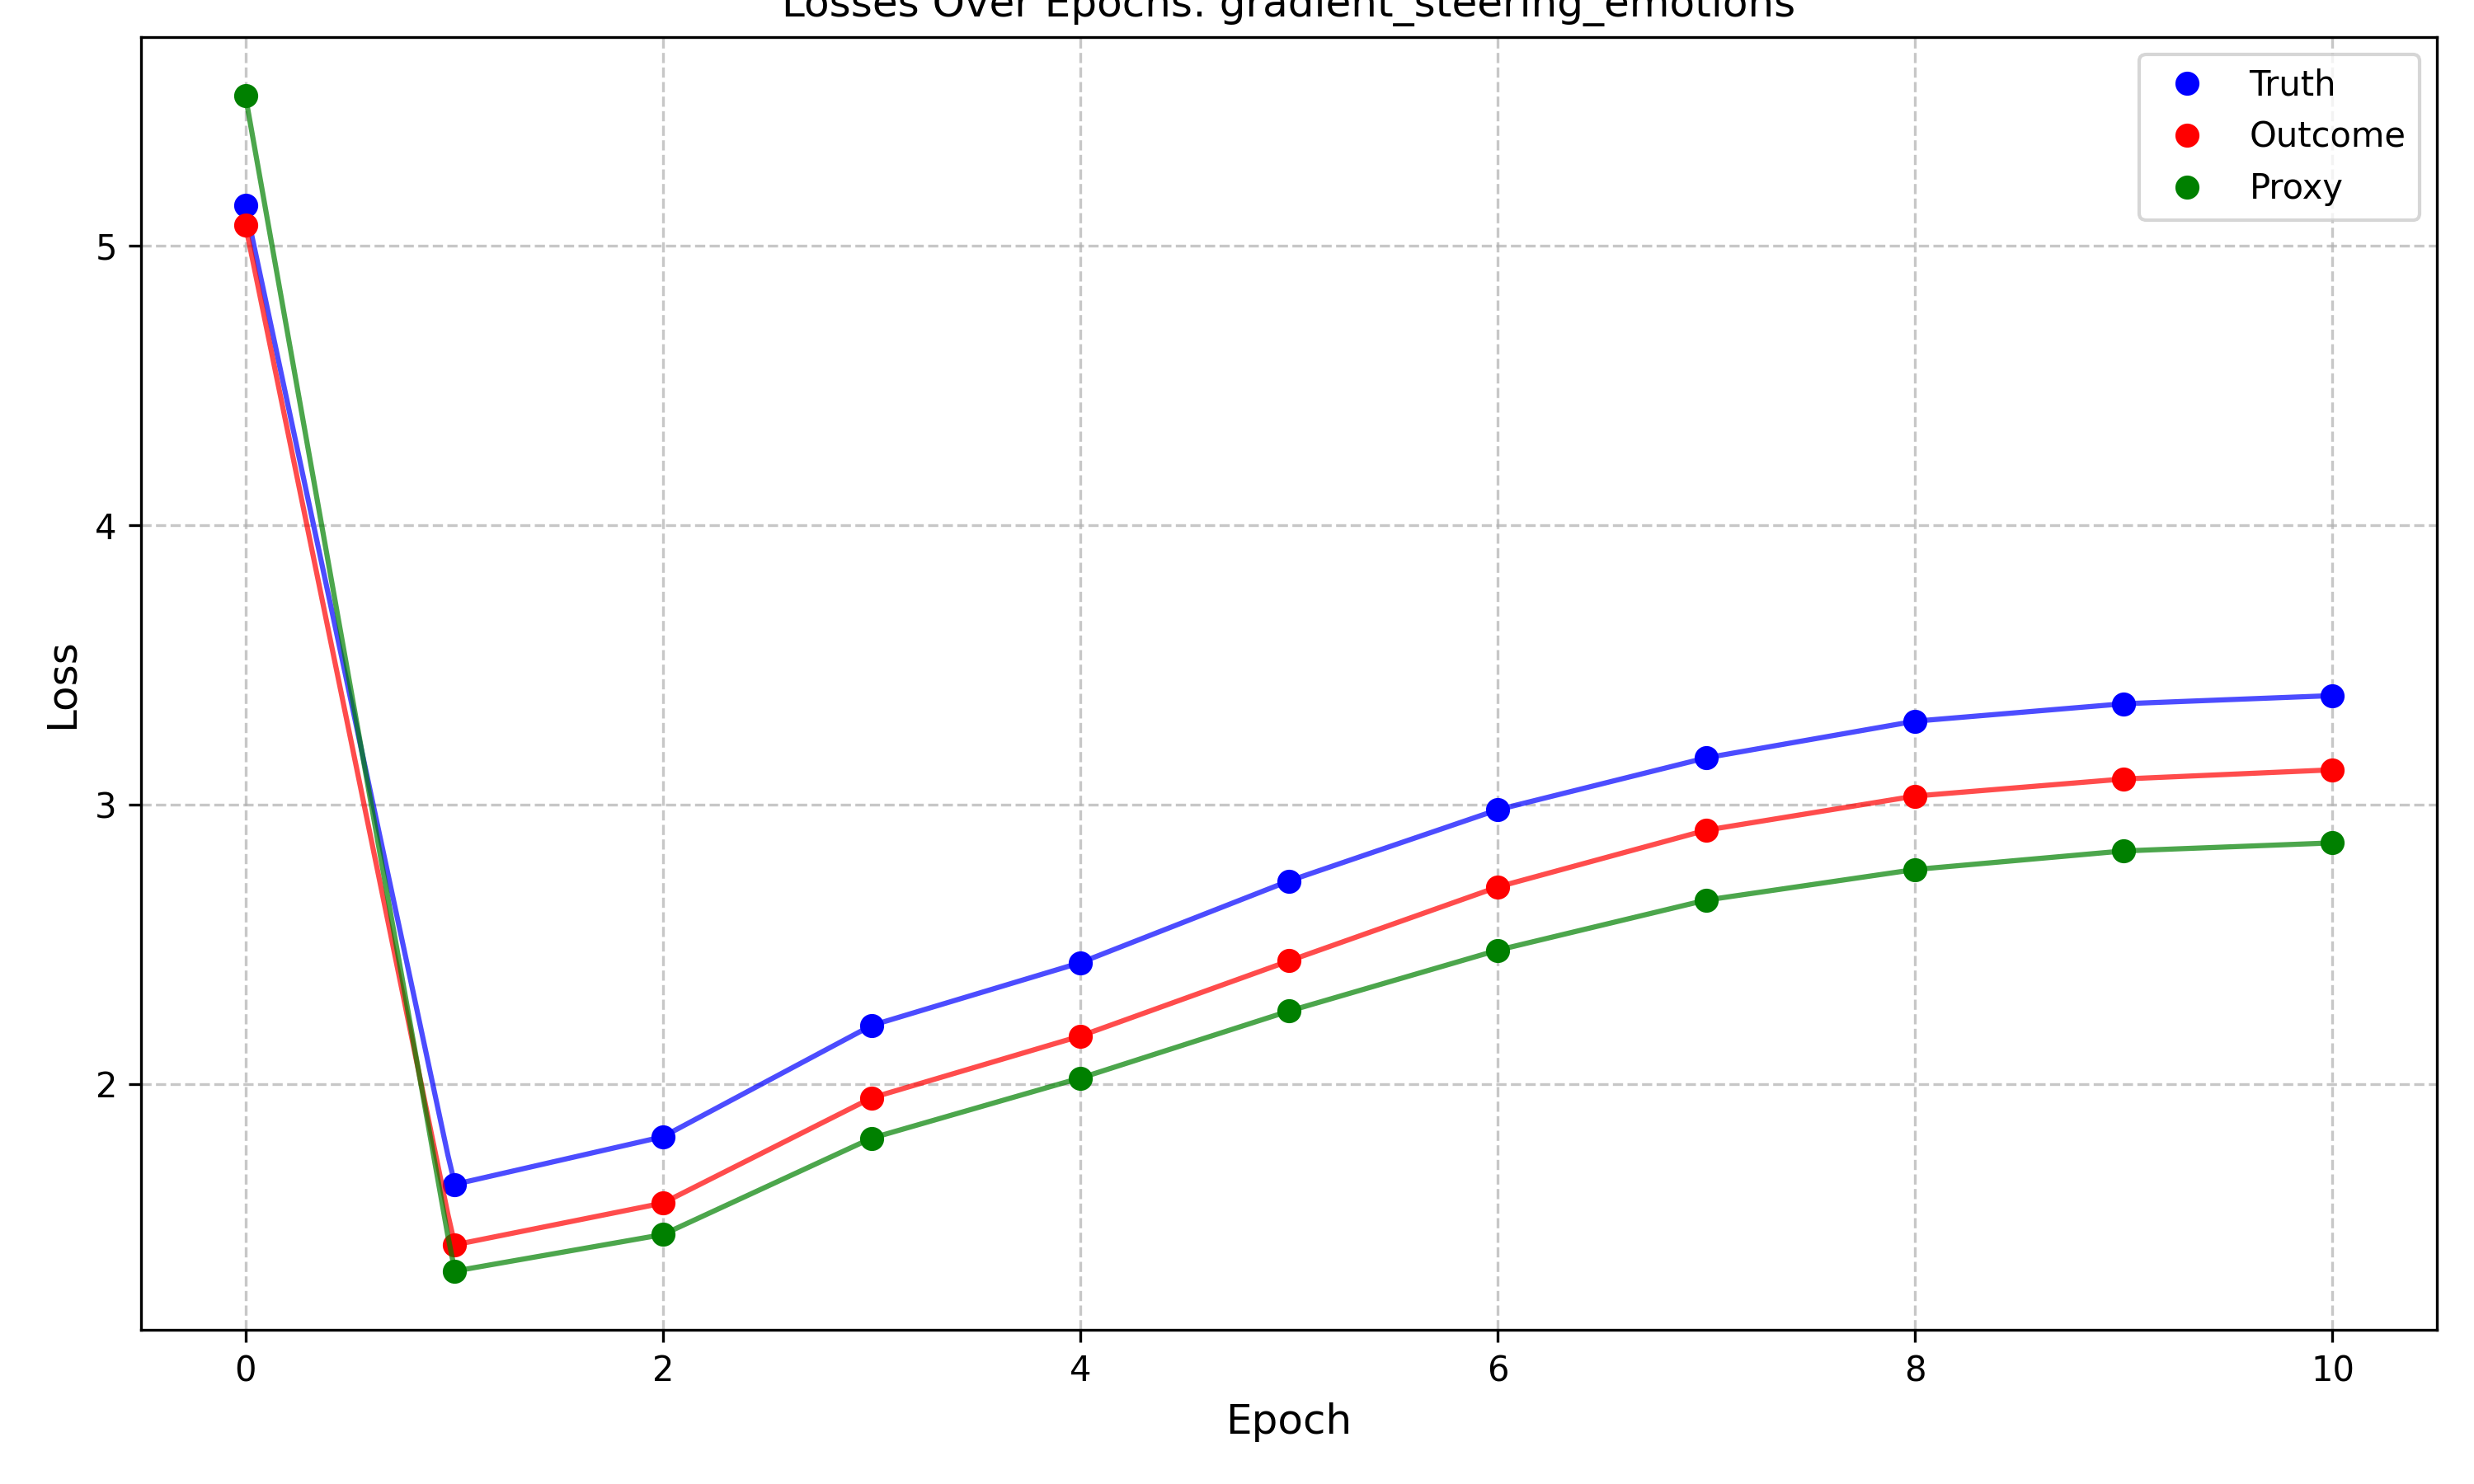 Losses Over Epochs: gradient_steering_emotions
Truth
Outcome
Proxy
5
4
3
2
Loss
0 2 4 6 8 10
Epoch